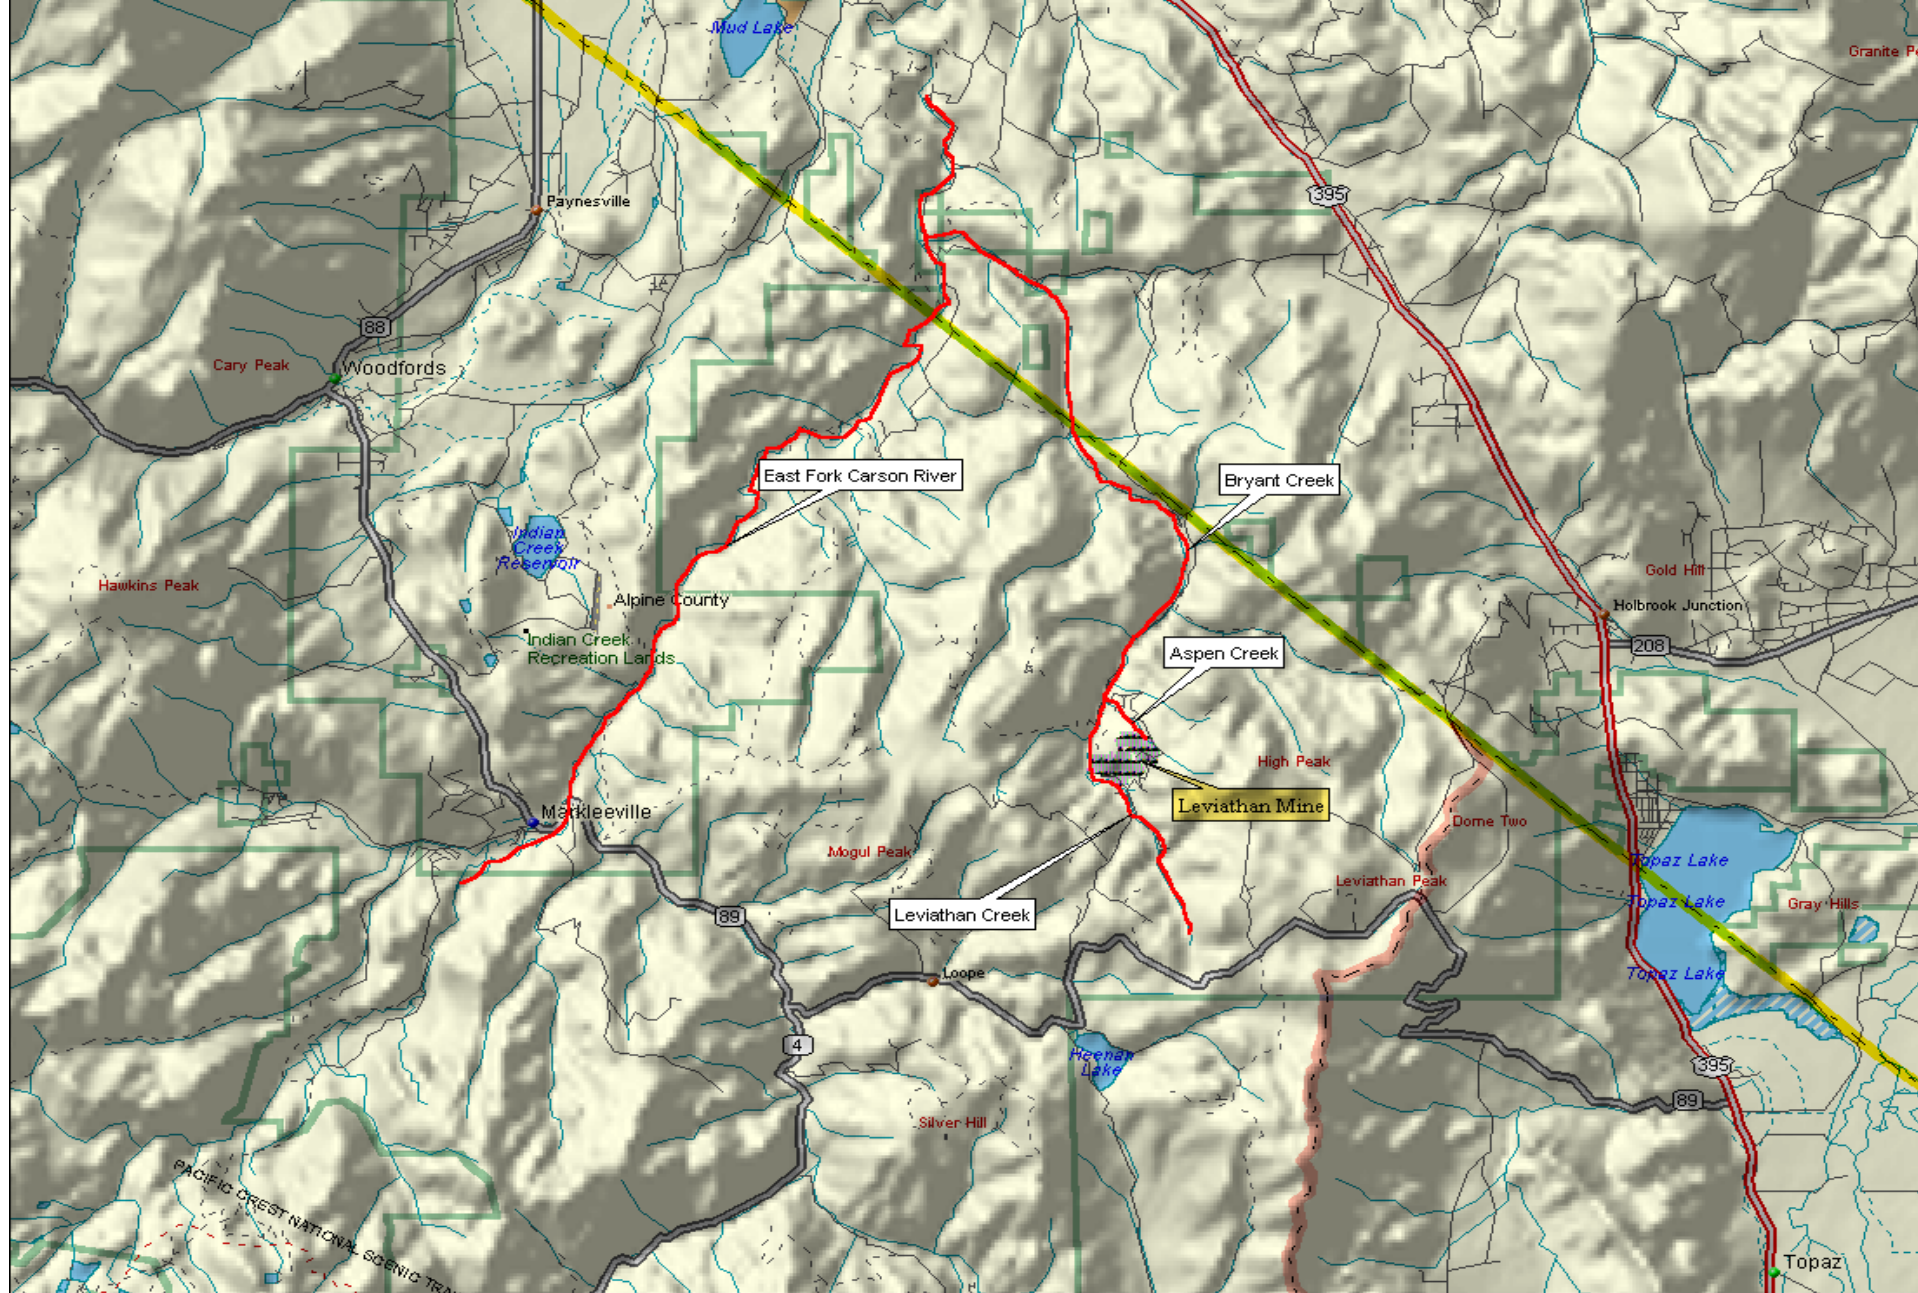 Mud Lake
Granite P
395
Paynesville
88
Cary Peak
Woodfords
East Fork Carson River
Bryant Creek
Indian
Creek
Reservoir
Hawkins Peak
Gold Hill
Alpine County
Holbrook Junction
Indian Creek
Recreation Lands
208
Aspen Creek
High Peak
Leviathan Mine
Markleeville
Dome Two
Mogul Peak
Topaz Lake
Leviathan Peak
Topaz Lake
Gray Hills
89
Leviathan Creek
Loope
Topaz Lake
4
Heenan
Lake
395
89
Silver Hill
PACIFIC CREST NATIONAL SCENIC TRA
Topaz